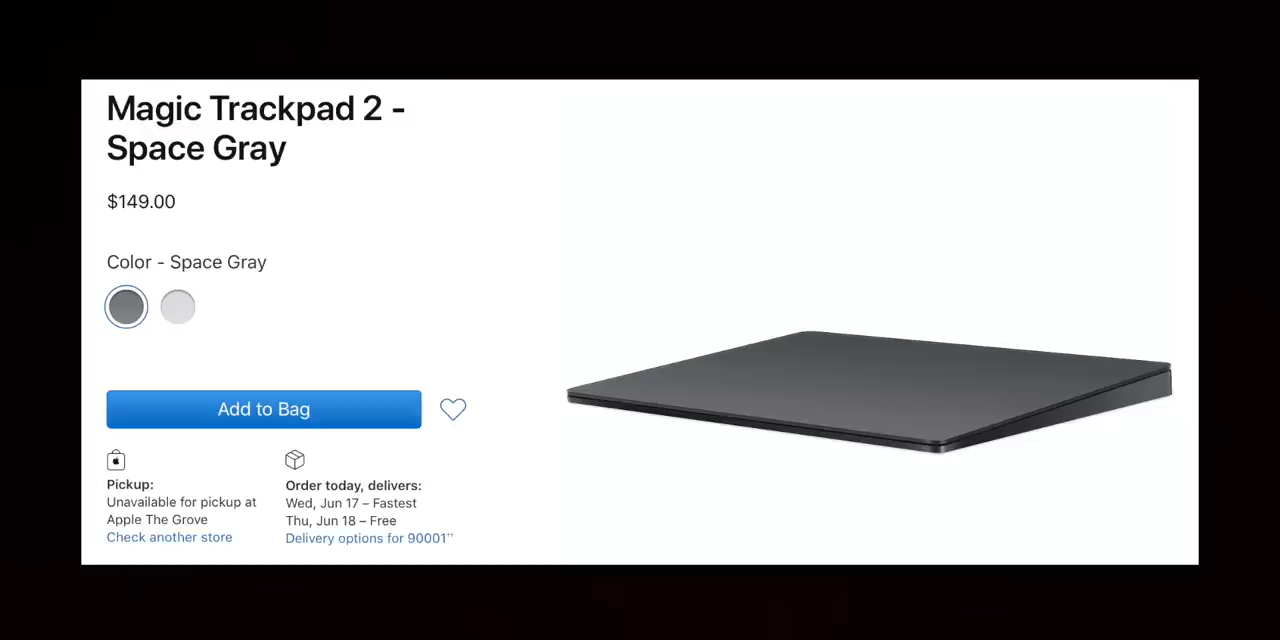 Magic Trackpad 2 -
Space Gray
$149.00
Color - Space Gray
Add to Bag
Pickup:
Unavailable for pickup at
Apple The Grove
Check another store
Order today, delivers:
Wed, Jun 17 – Fastest
Thu, Jun 18 – Free
Delivery options for 90001††